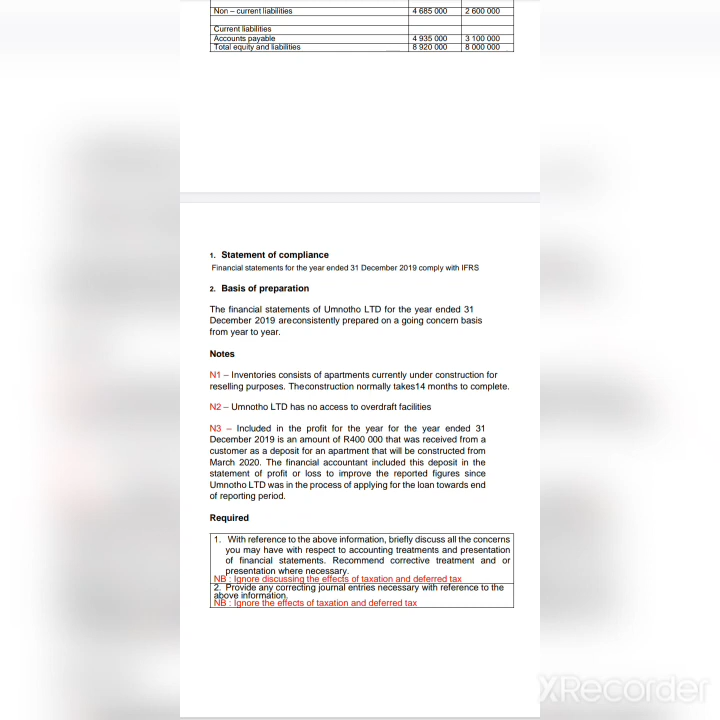 Non – current liabilities 4 685 000 2 600 000
Current liabilities
Accounts payable 4 935 000 3 100 000
Total equity and liabilities 8 920 000 8 000 000
1. Statement of compliance
Financial statements for the year ended 31 December 2019 comply with IFRS
2. Basis of preparation
The financial statements of Umnotho LTD for the year ended 31
December 2019 areconsistently prepared on a going concern basis
from year to year.
Notes
N1 – Inventories consists of apartments currently under construction for
reselling purposes. Theconstruction normally takes14 months to complete.
N2 – Umnotho LTD has no access to overdraft facilities
N3 – Included in the profit for the year for the year ended 31
December 2019 is an amount of R400 000 that was received from a
customer as a deposit for an apartment that will be constructed from
March 2020. The financial accountant included this deposit in the
statement of profit or loss to improve the reported figures since
Umnotho LTD was in the process of applying for the loan towards end
of reporting period.
Required
1. With reference to the above information, briefly discuss all the concerns
you may have with respect to accounting treatments and presentation
of financial statements. Recommend corrective treatment and or
presentation where necessary.
NB : Ignore discussing the effects of taxation and deferred tax
2. Provide any correcting journal entries necessary with reference to the
above information.
NB : Ignore the effects of taxation and deferred tax
XRecorder